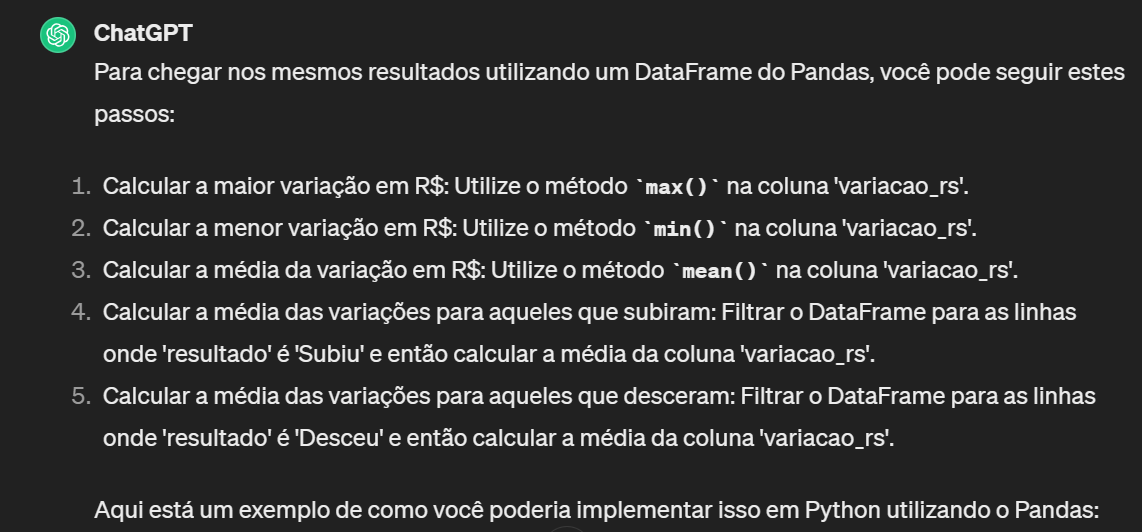 ChatGPT
Para chegar nos mesmos resultados utilizando um DataFrame do Pandas, você pode seguir estes
passos:
1. Calcular a maior variação em R$: Utilize o método `max()` na coluna 'variacao_rs'.
2. Calcular a menor variação em R$: Utilize o método `min()` na coluna 'variacao_rs'.
3. Calcular a média da variação em R$: Utilize o método `mean()` na coluna 'variacao_rs'.
4. Calcular a média das variações para aqueles que subiram: Filtrar o DataFrame para as linhas
onde 'resultado' é 'Subiu' e então calcular a média da coluna 'variacao_rs'.
5. Calcular a média das variações para aqueles que desceram: Filtrar o DataFrame para as linhas
onde 'resultado' é 'Desceu' e então calcular a média da coluna 'variacao_rs'.
Aqui está um exemplo de como você poderia implementar isso em Python utilizando o Pandas: